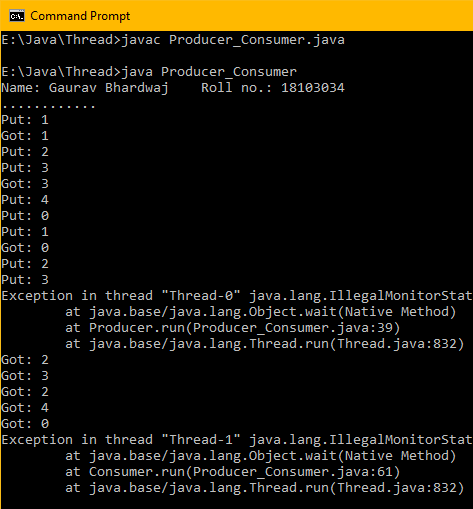 Command Prompt
E:\Java\Thread>javac Producer_Consumer.java
E:\Java\Thread>java Producer_Consumer
Name: Gaurav Bhardwaj    Roll no.: 18103034
............
Put: 1
Got: 1
Put: 2
Put: 3
Got: 3
Put: 4
Put: 0
Put: 1
Got: 0
Put: 2
Put: 3
Exception in thread "Thread-0" java.lang.IllegalMonitorStat
        at java.base/java.lang.Object.wait(Native Method)
        at Producer.run(Producer_Consumer.java:39)
        at java.base/java.lang.Thread.run(Thread.java:832)
Got: 2
Got: 3
Got: 2
Got: 4
Got: 0
Exception in thread "Thread-1" java.lang.IllegalMonitorStat
        at java.base/java.lang.Object.wait(Native Method)
        at Consumer.run(Producer_Consumer.java:61)
        at java.base/java.lang.Thread.run(Thread.java:832)